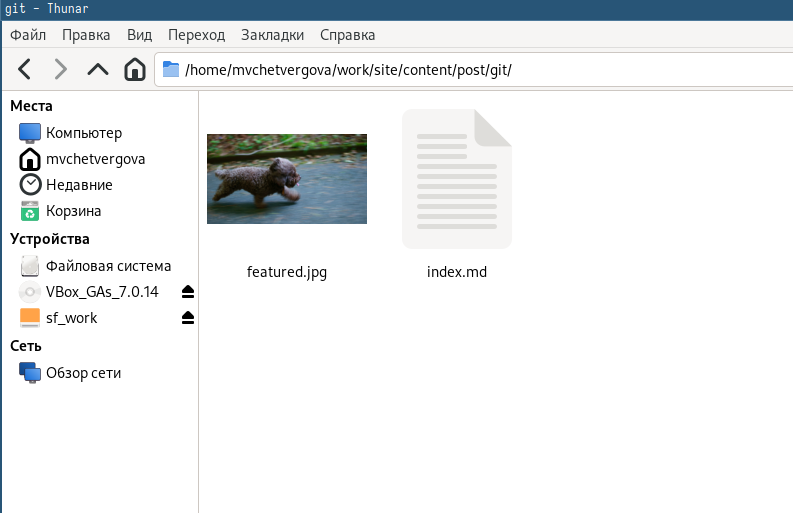 git - Thunar
Файл Правка Вид Переход Закладки Справка
/home/mvchetvergova/work/site/content/post/git/
Места
Компьютер
mvchetvergova
Недавние
Корзина
Устройства
Файловая система
VBox_GAs_7.0.14
sf_work
Сеть
Обзор сети
featured.jpg
index.md